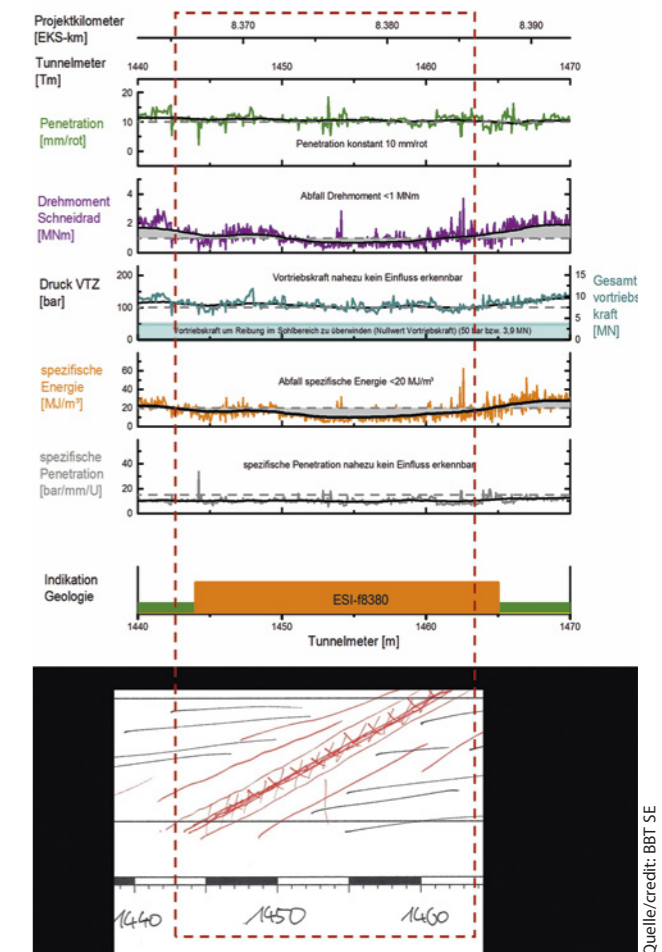 Projektkilometer
[EKS-km]
8.370 8.380 8.390
Tunnelmeter
[Tm]
1440 1450 1460 1470
Penetration
[mm/rot]
20
10
0
Penetration konstant 10 mm/rot
Drehmoment
Schneidrad
[MNm]
4
2
0
Abfall Drehmoment <1 MNm
Druck VTZ
[bar]
200
100
0
Vortriebskraft nahezu kein Einfluss erkennbar
Vortriebskraft um Reibung im Sohlbereich zu überwinden (Nullwert Vortriebskraft) (50 bar bzw. 3,9 MN)
15
10
5
0
Gesamt
vortriebs
kraft
[MN]
spezifische
Energie
[MJ/m³]
60
40
20
0
Abfall spezifische Energie <20 MJ/m³
spezifische
Penetration
[bar/mm/U]
40
20
0
spezifische Penetration nahezu kein Einfluss erkennbar
Indikation
Geologie
ESI-f8380
1440 1450 1460 1470
Tunnelmeter [m]
1440 1450 1460
Quelle/credit: BBT SE